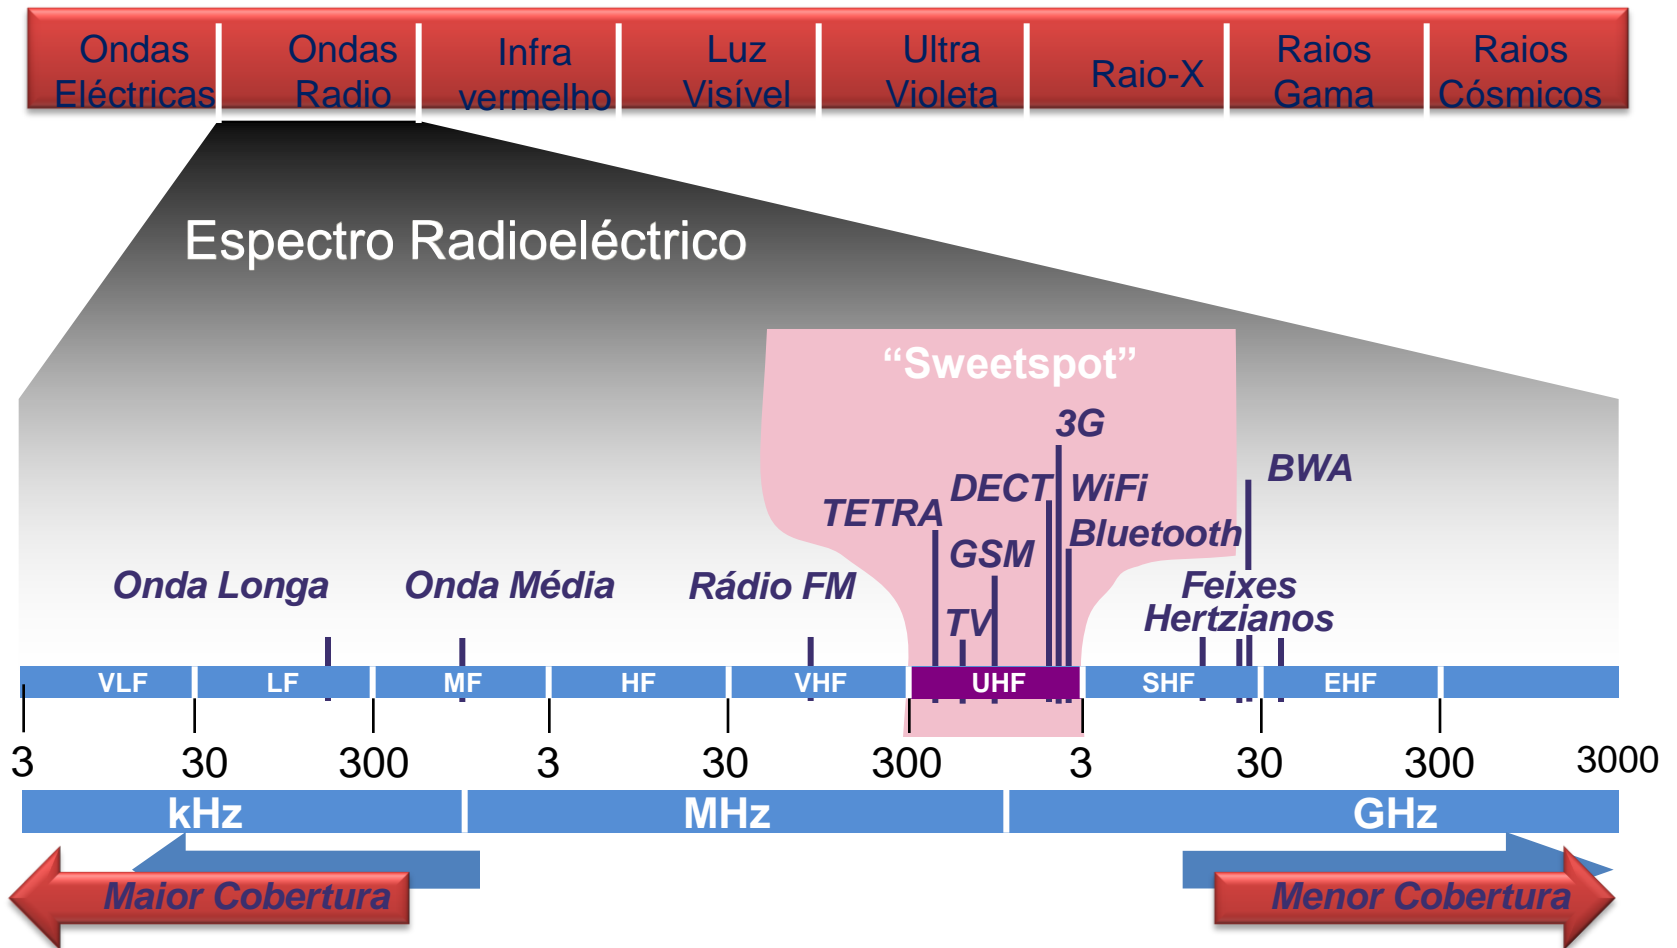 Ondas
Eléctricas
Ondas
Radio
Infra
vermelho
Luz
Visível
Ultra
Violeta
Raio-X
Raios
Gama
Raios
Cósmicos
Espectro Radioeléctrico
“Sweetspot”
3G
BWA
DECT
WiFi
TETRA
Bluetooth
GSM
Onda Longa
Onda Média
Rádio FM
TV
Feixes
Hertzianos
VLF LF MF HF VHF UHF SHF EHF
3 30 300 3 30 300 3 30 300 3000
kHz MHz GHz
Maior Cobertura
Menor Cobertura